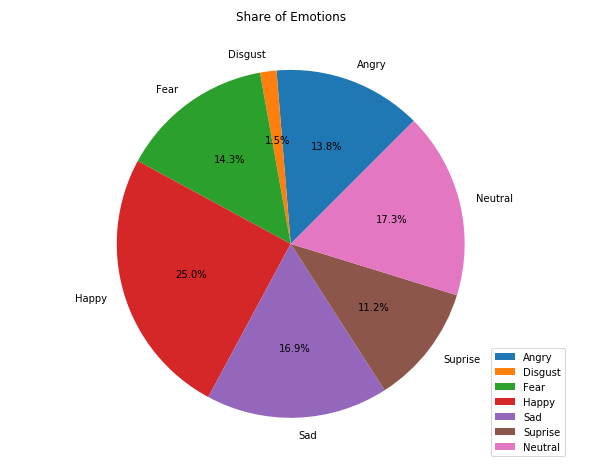 Share of Emotions
Disgust
Angry
Fear
1.5%
13.8%
14.3%
Neutral
17.3%
25.0%
Happy
11.2%
16.9%
Suprise
Sad
Angry
Disgust
Fear
Happy
Sad
Suprise
Neutral